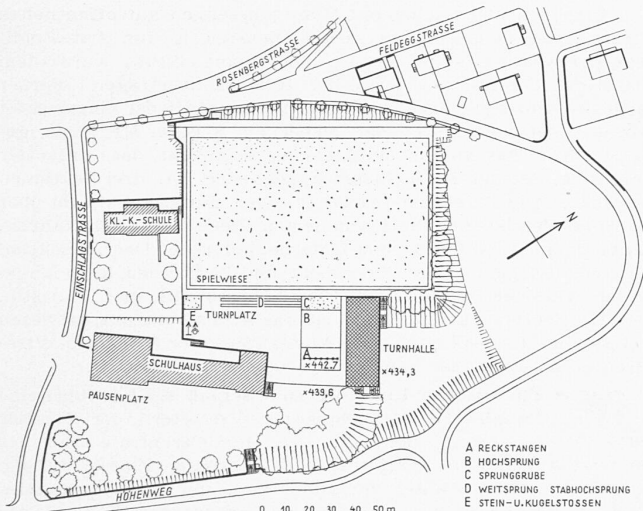 ROSENBERGSTRASSE
FELDEGGSTRASSE
EINSCHLAGSTRASSE
KL.-K.-SCHULE
N
SPIELWIESE
E
TURNPLATZ
D
C
B
A
×442,7
TURNHALLE
×434,3
SCHULHAUS
×439,6
PAUSENPLATZ
HÖHENWEG
A RECKSTANGEN
B HOCHSPRUNG
C SPRUNGGRUBE
D WEITSPRUNG STABHOCHSPRUNG
E STEIN-U.KUGELSTOSSEN
0 10 20 30 40 50 m